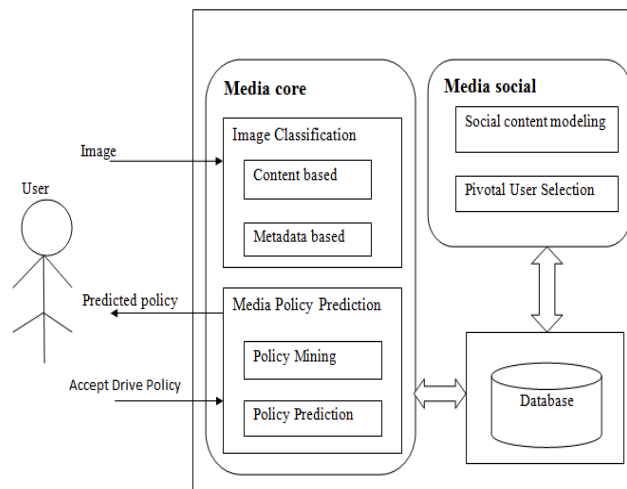 Media core
Media social
Image Classification
Social content modeling
Image
Content based
User
Pivotal User Selection
Metadata based
Predicted policy
Media Policy Prediction
Policy Mining
Accept Drive Policy
Policy Prediction
Database